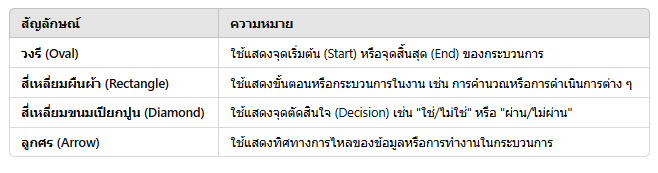 สัญลักษณ์ ความหมาย
วงรี (Oval) ใช้แสดงจุดเริ่มต้น (Start) หรือจุดสิ้นสุด (End) ของกระบวนการ
สี่เหลี่ยมผืนผ้า (Rectangle) ใช้แสดงขั้นตอนหรือกระบวนการในงาน เช่น การคำนวณหรือการดำเนินการต่าง ๆ
สี่เหลี่ยมขนมเปียกปูน (Diamond) ใช้แสดงจุดตัดสินใจ (Decision) เช่น "ใช่/ไม่ใช่" หรือ "ผ่าน/ไม่ผ่าน"
ลูกศร (Arrow) ใช้แสดงทิศทางการไหลของข้อมูลหรือการทำงานในกระบวนการ